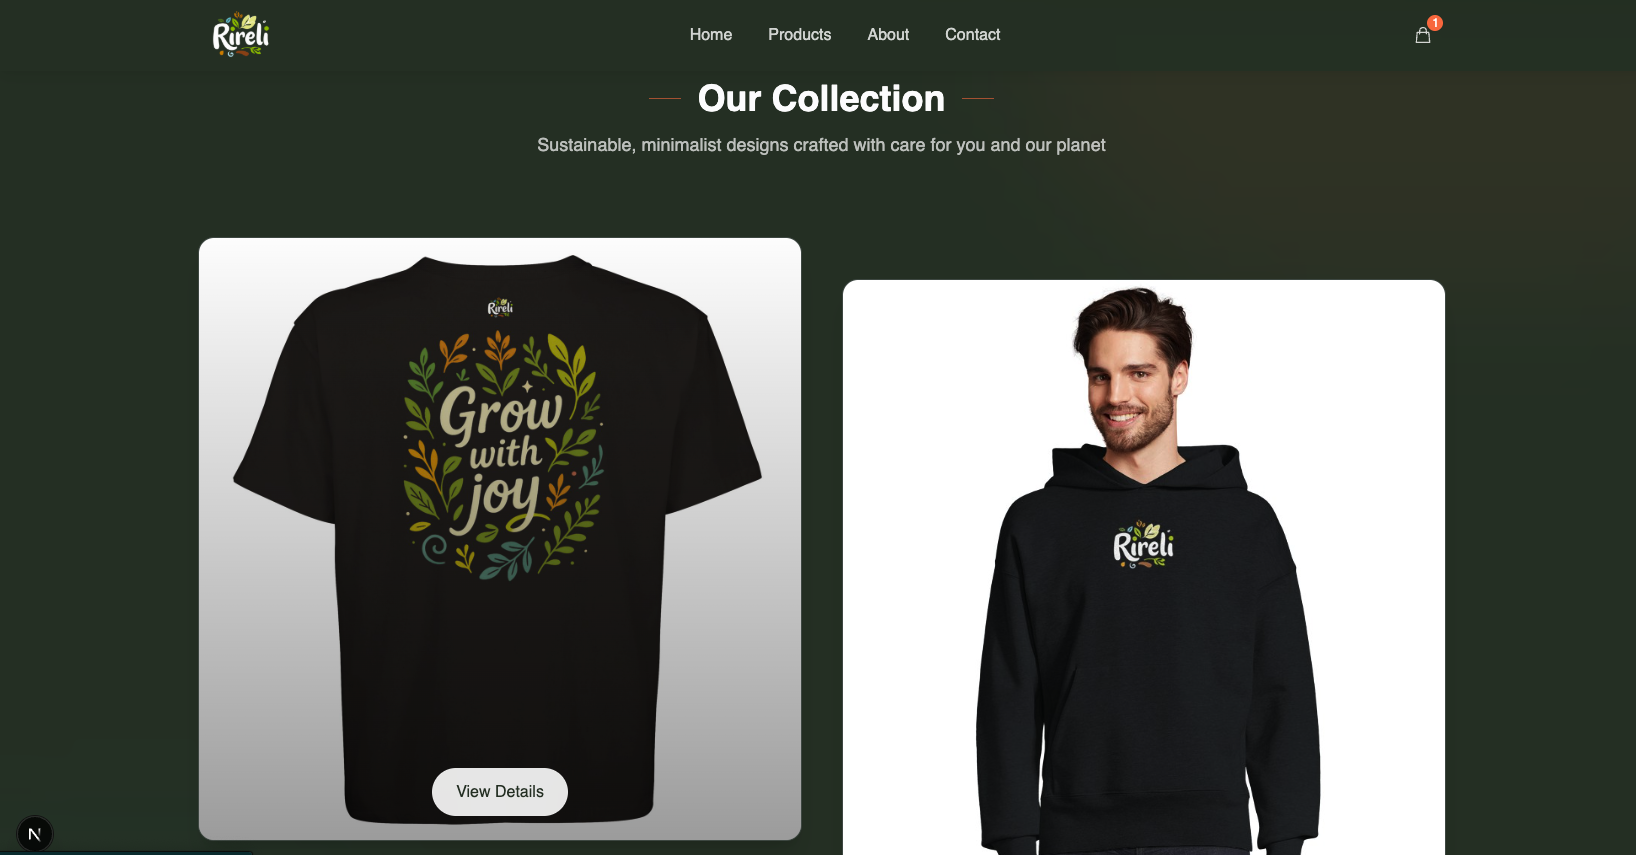 Rireli
Home
Products
About
Contact
1
Our Collection
Sustainable, minimalist designs crafted with care for you and our planet
Rireli
Grow
with
joy
View Details
Rireli
N